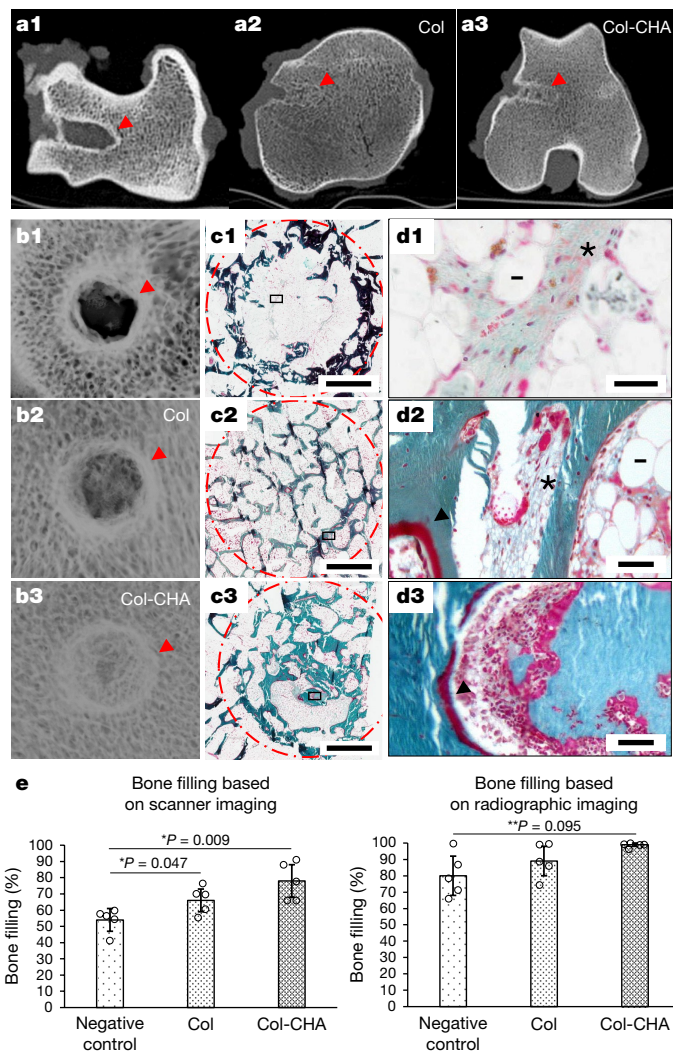 a1
a2
Col
a3
Col-CHA
b1
c1
d1
*
-
b2
Col
c2
d2
*
-
b3
Col-CHA
c3
d3
e
Bone filling based
on scanner imaging
*P = 0.009
*P = 0.047
Bone filling (%)
100
90
80
70
60
50
40
30
20
10
0
Negative
control
Col
Col-CHA
Bone filling based
on radiographic imaging
**P = 0.095
Bone filling (%)
100
90
80
70
60
50
40
30
20
10
0
Negative
control
Col
Col-CHA